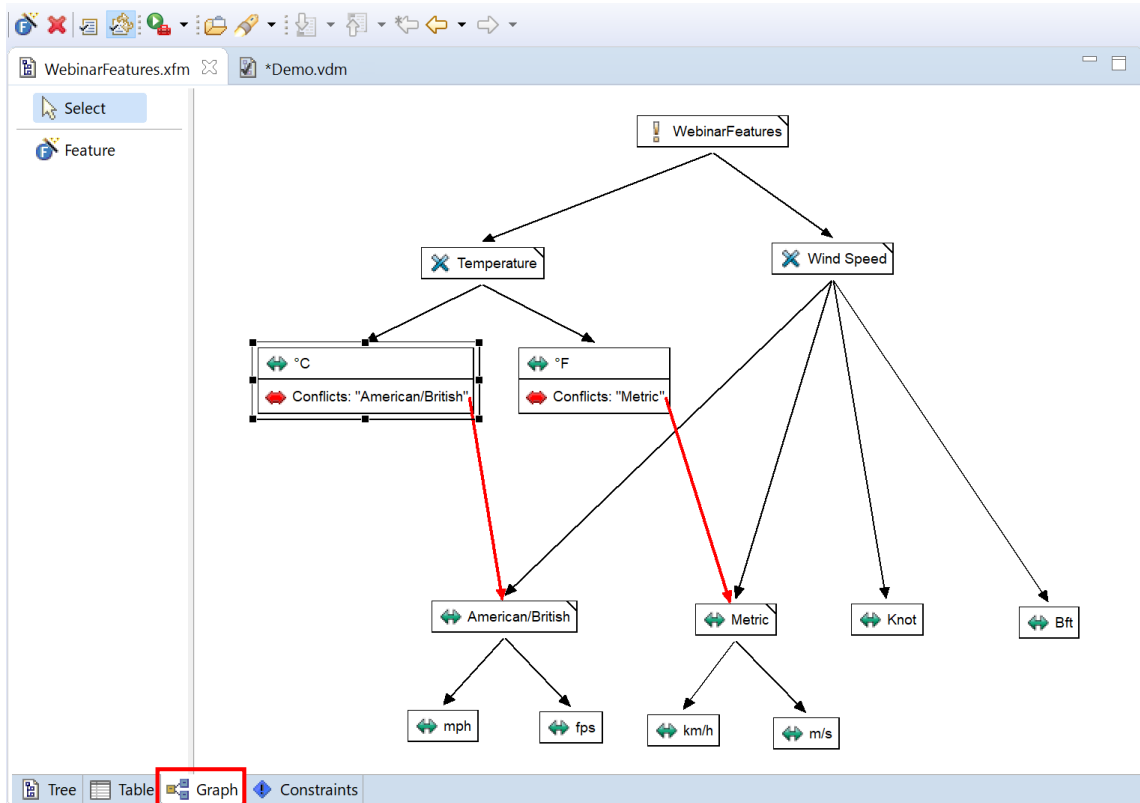 WebinarFeatures.xfm
*Demo.vdm
Select
Feature
WebinarFeatures
Temperature
Wind Speed
°C
Conflicts: "American/British"
°F
Conflicts: "Metric"
American/British
Metric
Knot
Bft
mph
fps
km/h
m/s
Tree
Table
Graph
Constraints